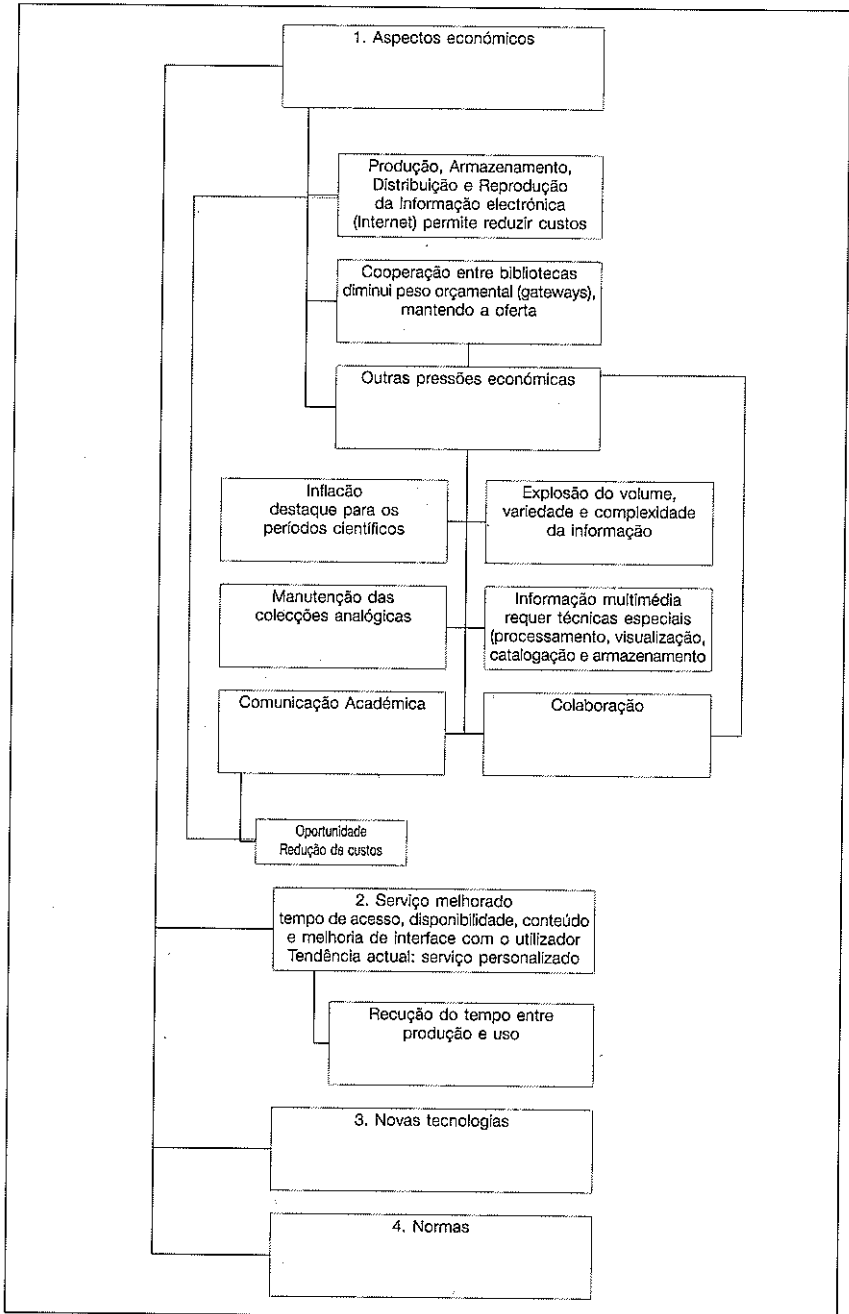 1. Aspectos económicos
Produção, Armazenamento,
Distribuição e Reprodução
da Informação electrónica
(Internet) permite reduzir custos
Cooperação entre bibliotecas
diminui peso orçamental (gateways),
mantendo a oferta
Outras pressões económicas
Inflacão
destaque para os
períodos científicos
Explosão do volume,
variedade e complexidade
da informação
Manutenção das
colecções analógicas
Informação multimédia
requer técnicas especiais
(processamento, visualização,
catalogação e armazenamento
Comunicação Académica
Colaboração
Oportunidade
Redução de custos
2. Serviço melhorado
tempo de acesso, disponibilidade, conteúdo
e melhoria de interface com o utilizador
Tendência actual: serviço personalizado
Recução do tempo entre
produção e uso
3. Novas tecnologias
4. Normas